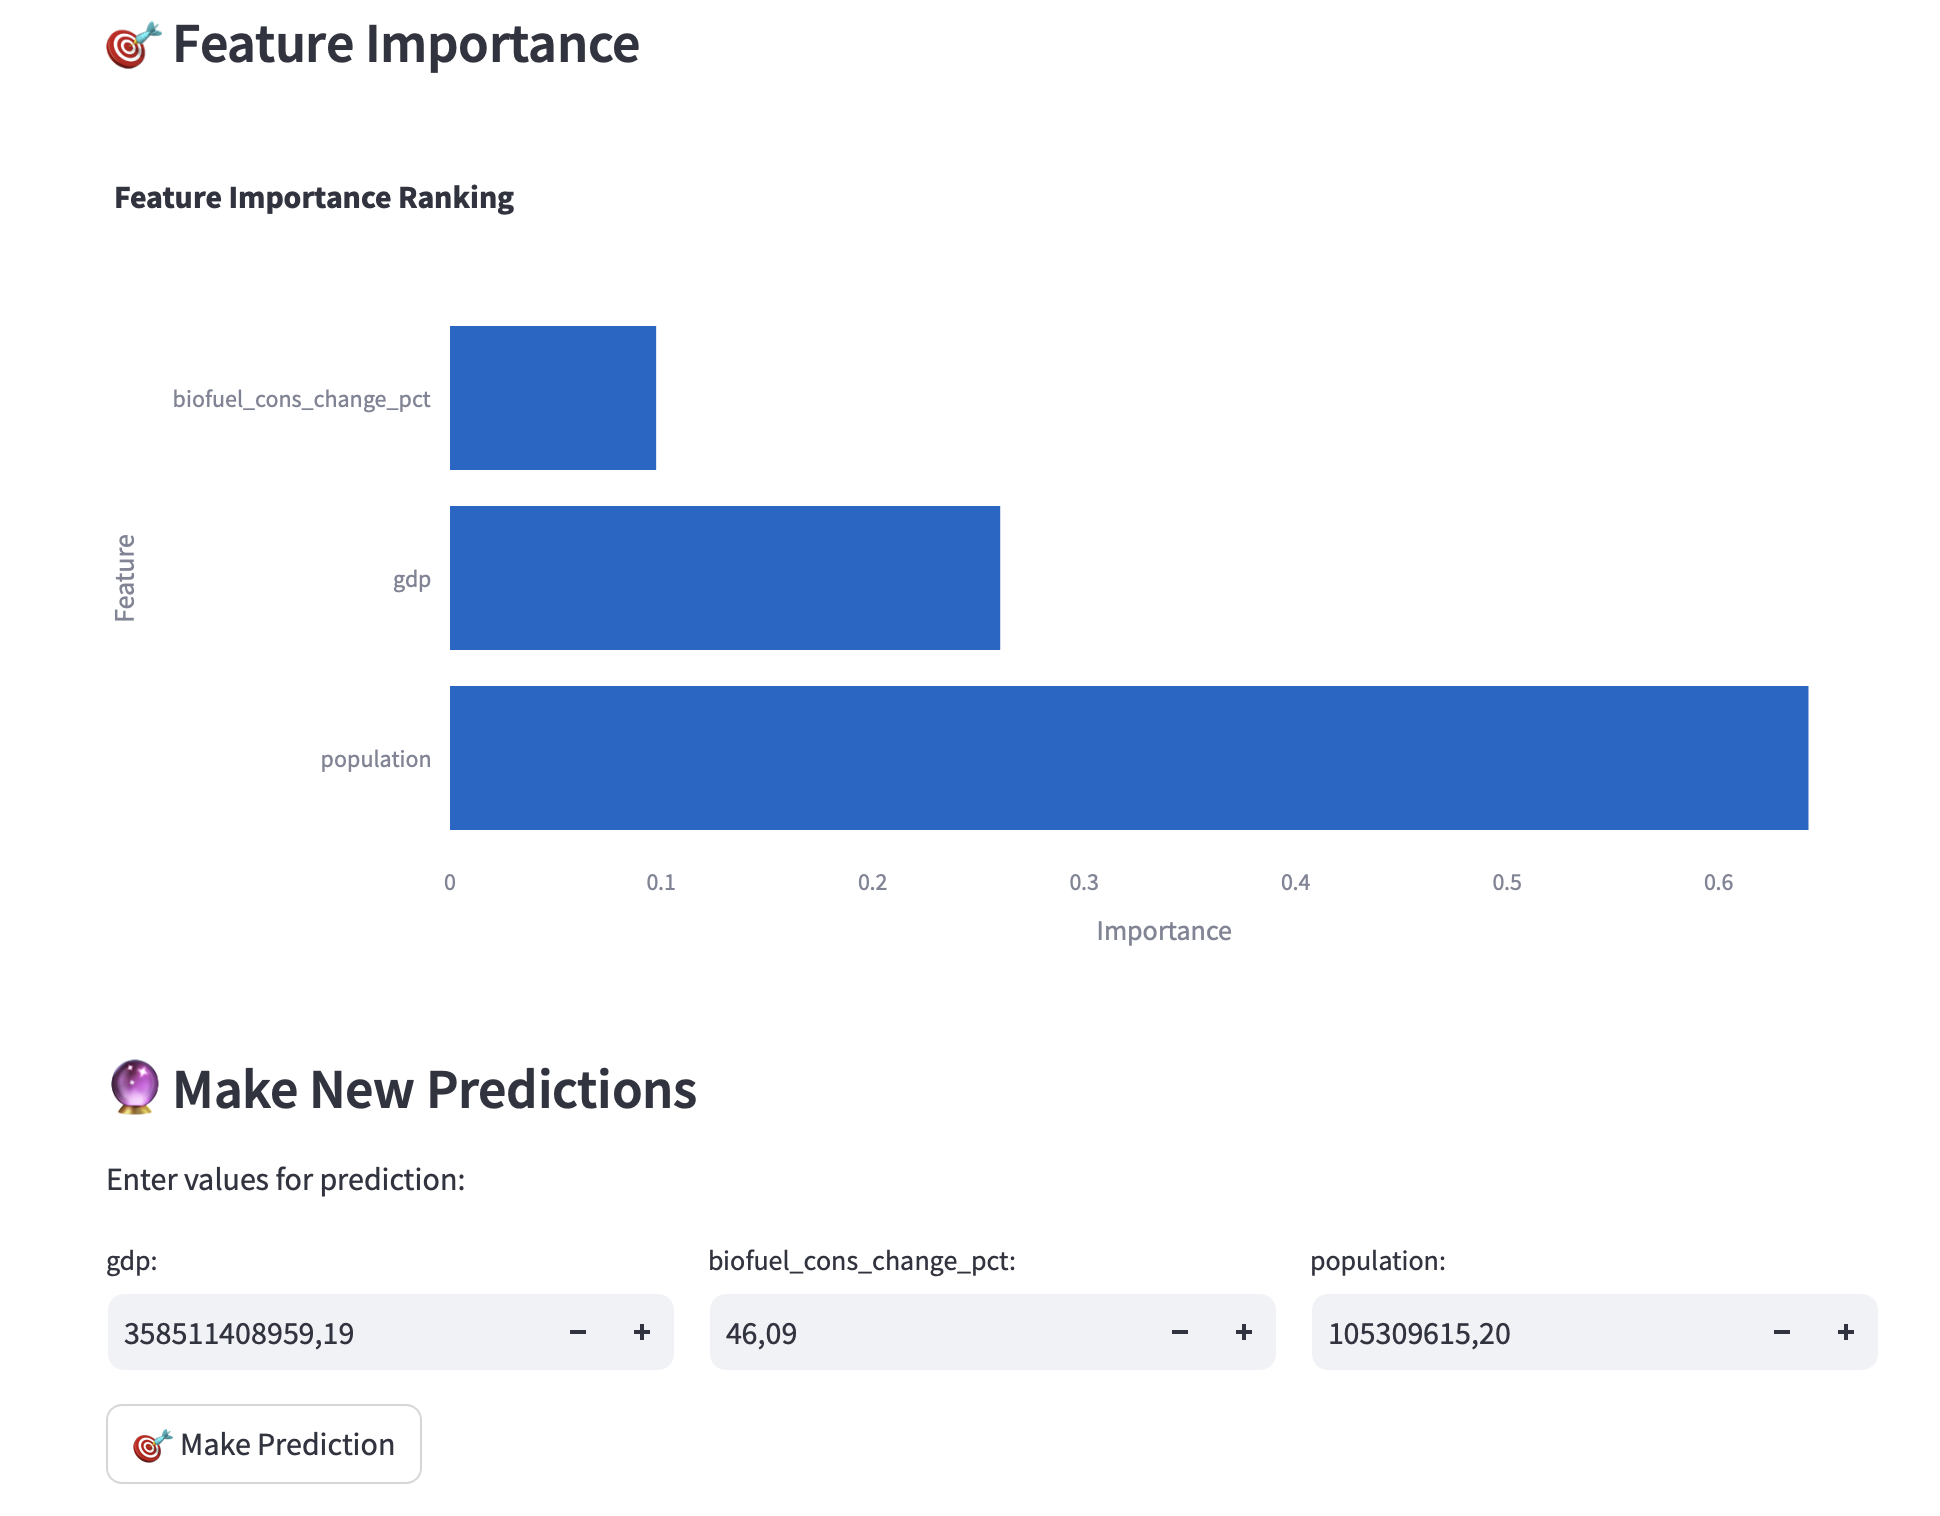 Feature Importance
Feature Importance Ranking
biofuel_cons_change_pct
gdp
population
Feature
0 0.1 0.2 0.3 0.4 0.5 0.6
Importance
Make New Predictions
Enter values for prediction:
gdp: biofuel_cons_change_pct: population:
358511408959,19 − + 46,09 − + 105309615,20 − +
Make Prediction